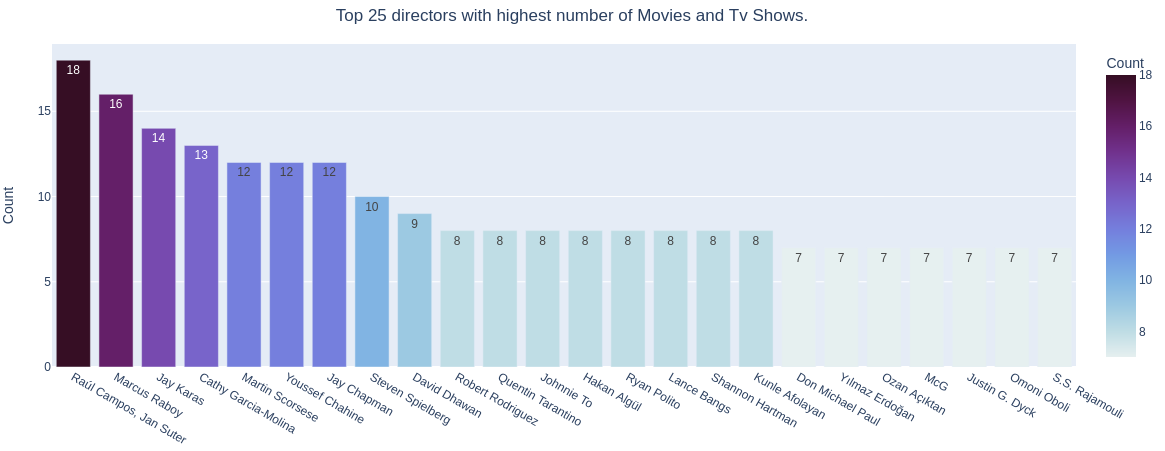 Top 25 directors with highest number of Movies and Tv Shows.
Count
18
16
14
12
10
8
Count
15
10
5
0
18
16
14
13
12
12
12
10
9
8
8
8
8
8
8
8
8
7
7
7
7
7
7
7
Raúl Campos, Jan Suter
Marcus Raboy
Jay Karas
Cathy Garcia-Molina
Martin Scorsese
Youssef Chahine
Jay Chapman
Steven Spielberg
David Dhawan
Robert Rodriguez
Quentin Tarantino
Johnnie To
Hakan Algül
Ryan Polito
Lance Bangs
Shannon Hartman
Kunle Afolayan
Don Michael Paul
Yılmaz Erdoğan
Ozan Açıktan
McG
Justin G. Dyck
Omoni Oboli
S.S. Rajamouli